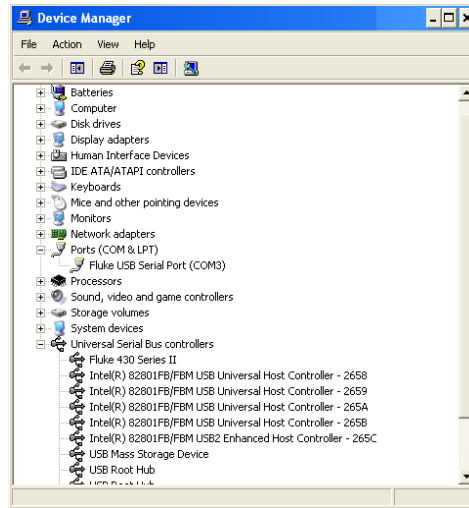 Device Manager
File Action View Help
Batteries
Computer
Disk drives
Display adapters
Human Interface Devices
IDE ATA/ATAPI controllers
Keyboards
Mice and other pointing devices
Monitors
Network adapters
Ports (COM & LPT)
Fluke USB Serial Port (COM3)
Processors
Sound, video and game controllers
Storage volumes
System devices
Universal Serial Bus controllers
Fluke 430 Series II
Intel(R) 82801FB/FBM USB Universal Host Controller - 2658
Intel(R) 82801FB/FBM USB Universal Host Controller - 2659
Intel(R) 82801FB/FBM USB Universal Host Controller - 265A
Intel(R) 82801FB/FBM USB Universal Host Controller - 265B
Intel(R) 82801FB/FBM USB2 Enhanced Host Controller - 265C
USB Mass Storage Device
USB Root Hub
USB Root Hub